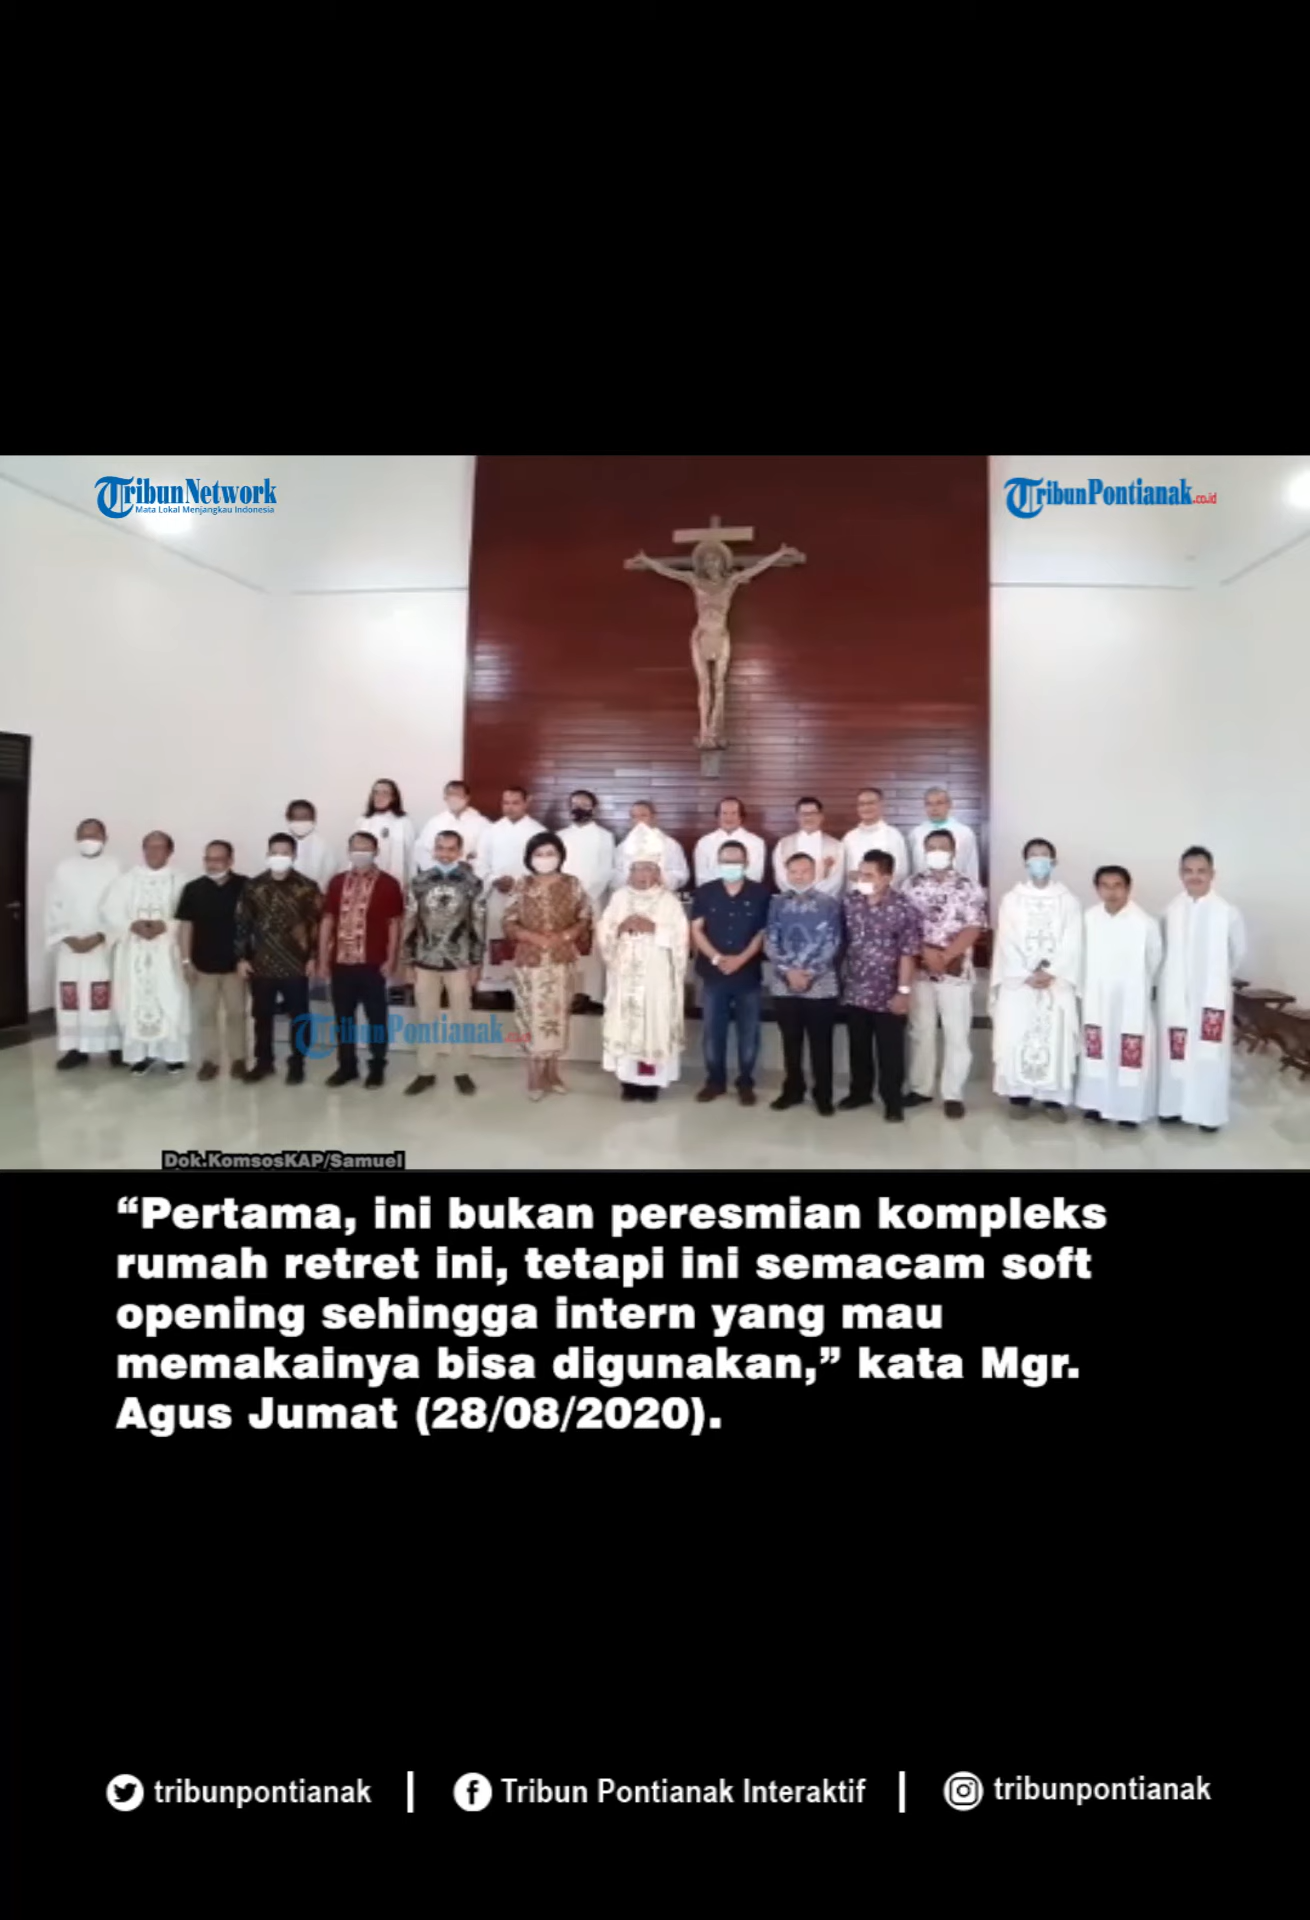 TribunNetwork
Mata Lokal Menjangkau Indonesia
TribunPontianak.co.id
TribunPontianak.co.id
Dok.KomsosKAP/Samuel
“Pertama, ini bukan peresmian kompleks
rumah retret ini, tetapi ini semacam soft
opening sehingga intern yang mau
memakainya bisa digunakan,” kata Mgr.
Agus Jumat (28/08/2020).
tribunpontianak | Tribun Pontianak Interaktif | tribunpontianak